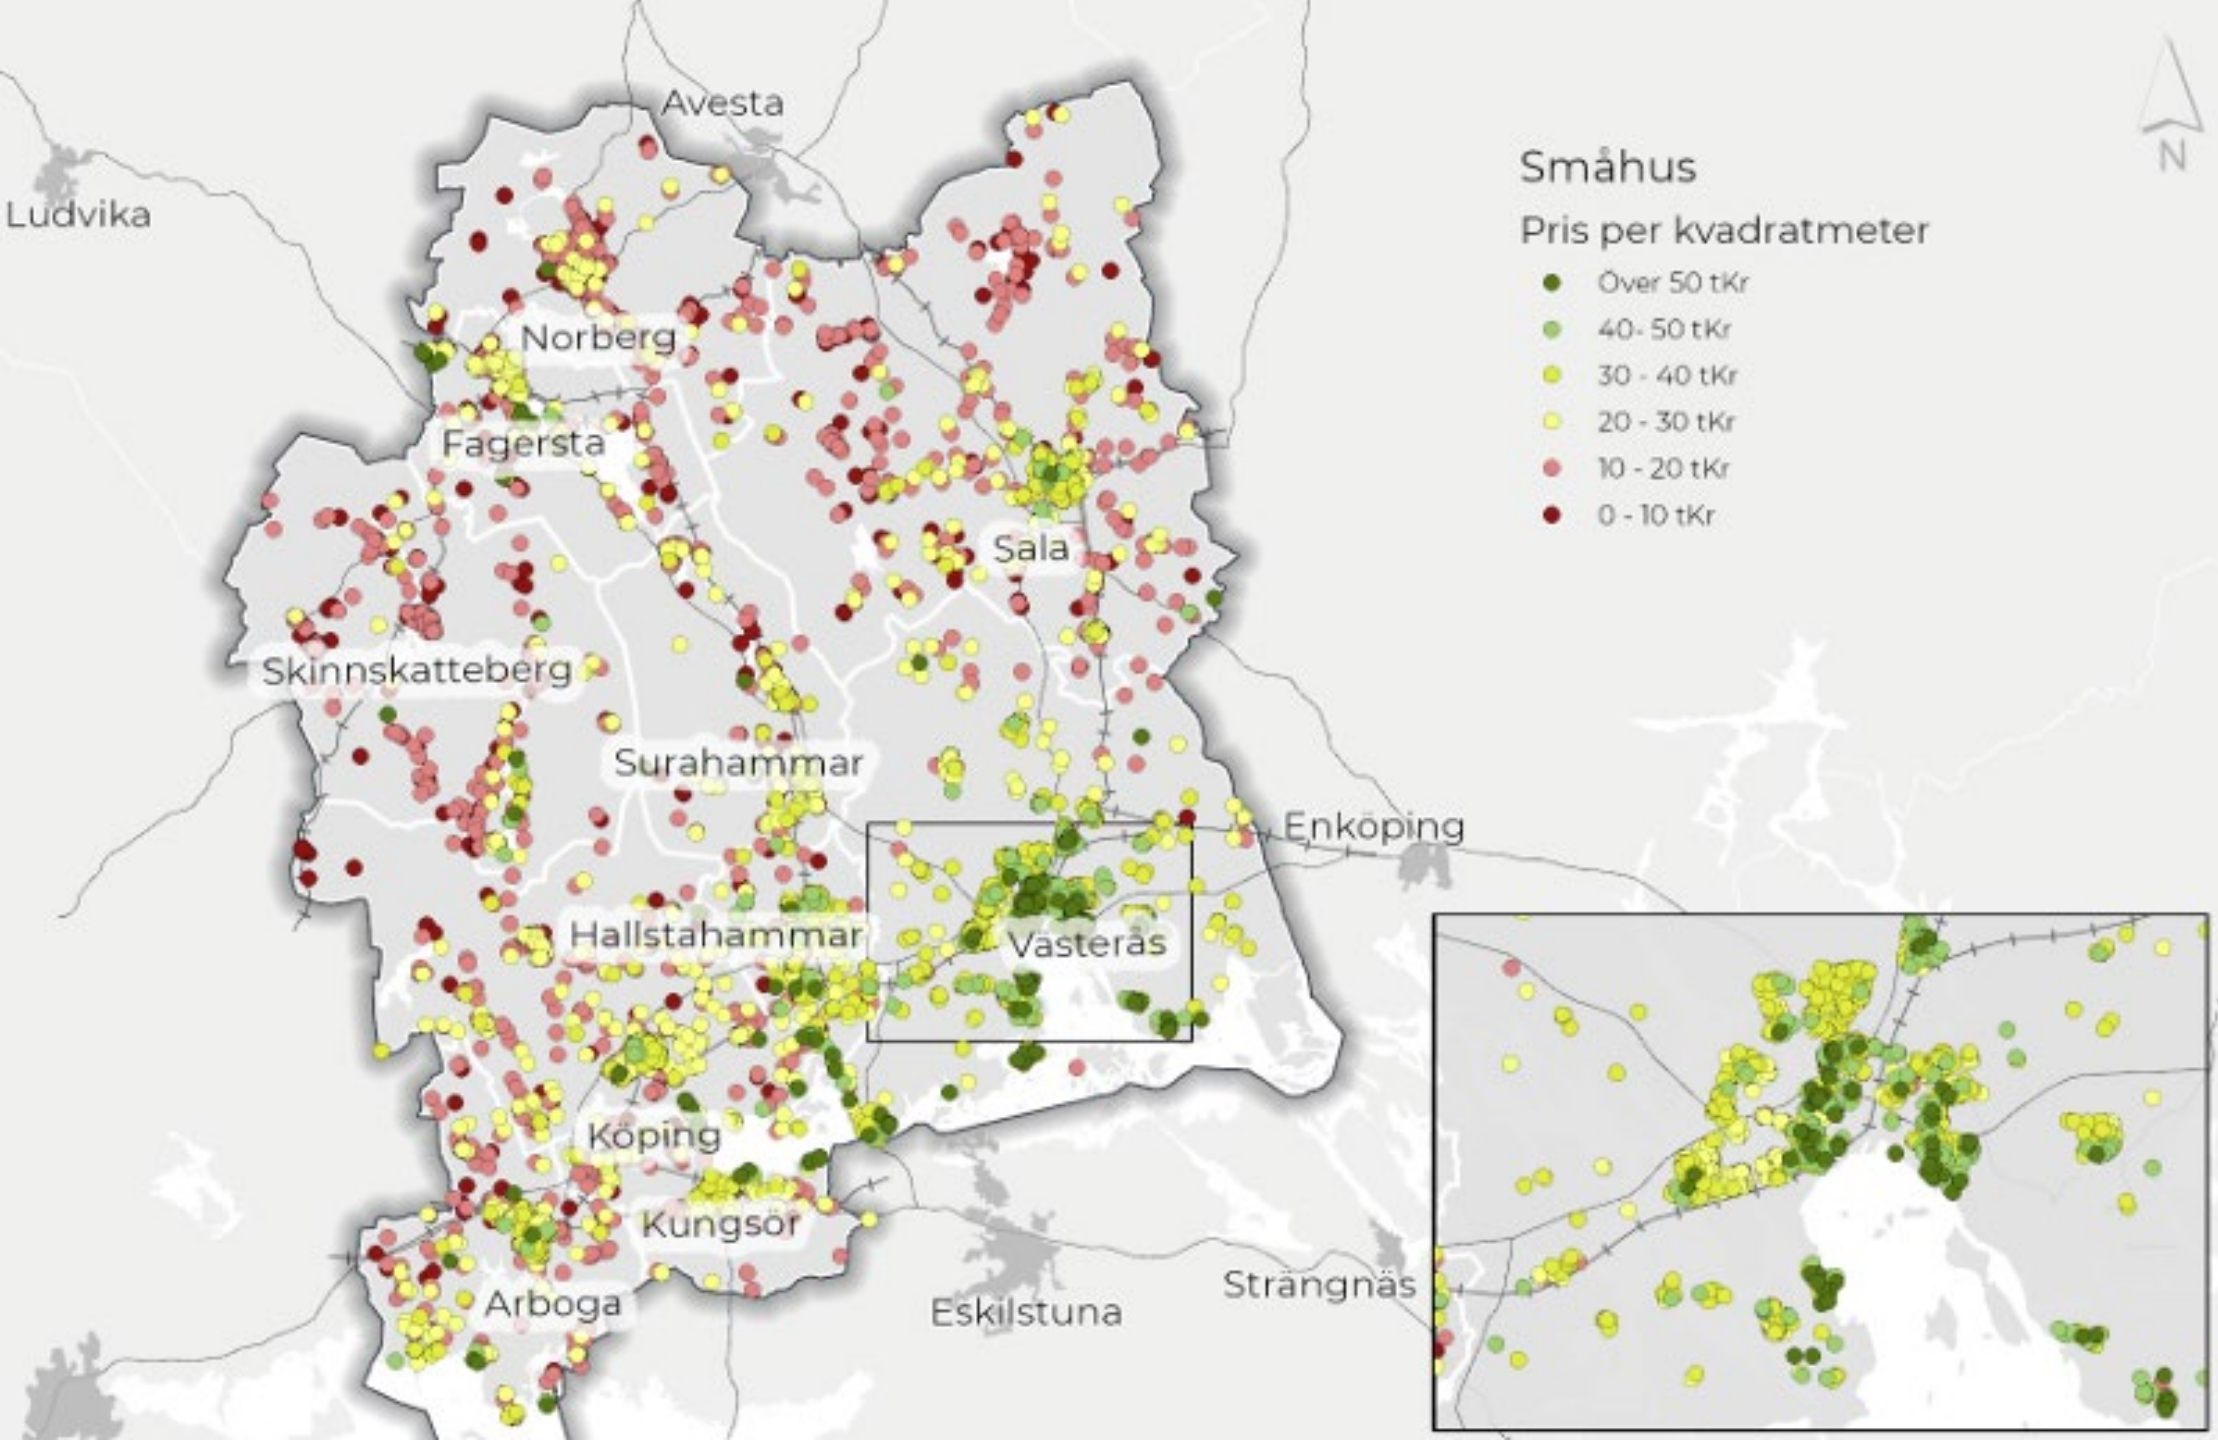 Avesta
Ludvika
N
Småhus
Pris per kvadratmeter
Över 50 tKr
40- 50 tKr
30 - 40 tKr
20 - 30 tKr
10 - 20 tKr
0 - 10 tKr
Norberg
Fagersta
Sala
Skinnskatteberg
Surahammar
Enköping
Hallstahammar
Västerås
Köping
Kungsör
Strängnäs
Arboga
Eskilstuna